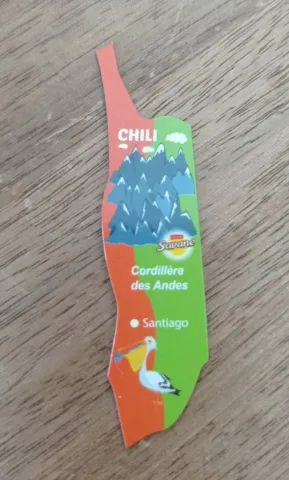 CHILI
Savane
Cordillère
des Andes
Santiago